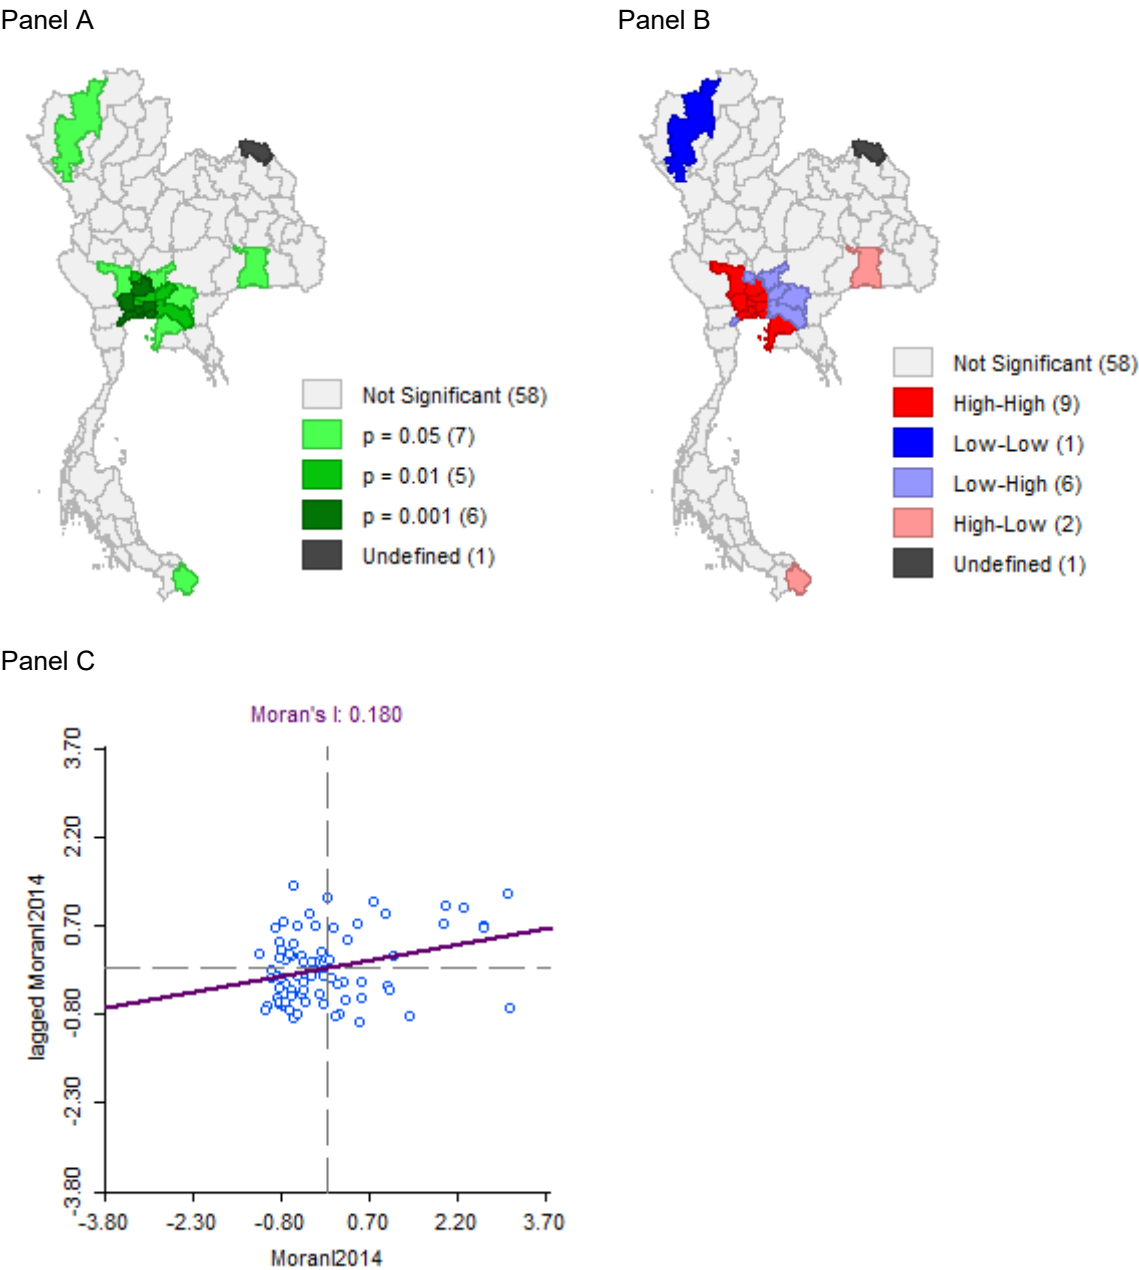 Panel A
Panel B
Not Significant (58)
p = 0.05 (7)
p = 0.01 (5)
p = 0.001 (6)
Undefined (1)
Not Significant (58)
High-High (9)
Low-Low (1)
Low-High (6)
High-Low (2)
Undefined (1)
Panel C
Moran's I: 0.180
3.70
2.20
0.70
-0.80
-2.30
-3.80
lagged MoranI2014
-3.80 -2.30 -0.80 0.70 2.20 3.70
MoranI2014